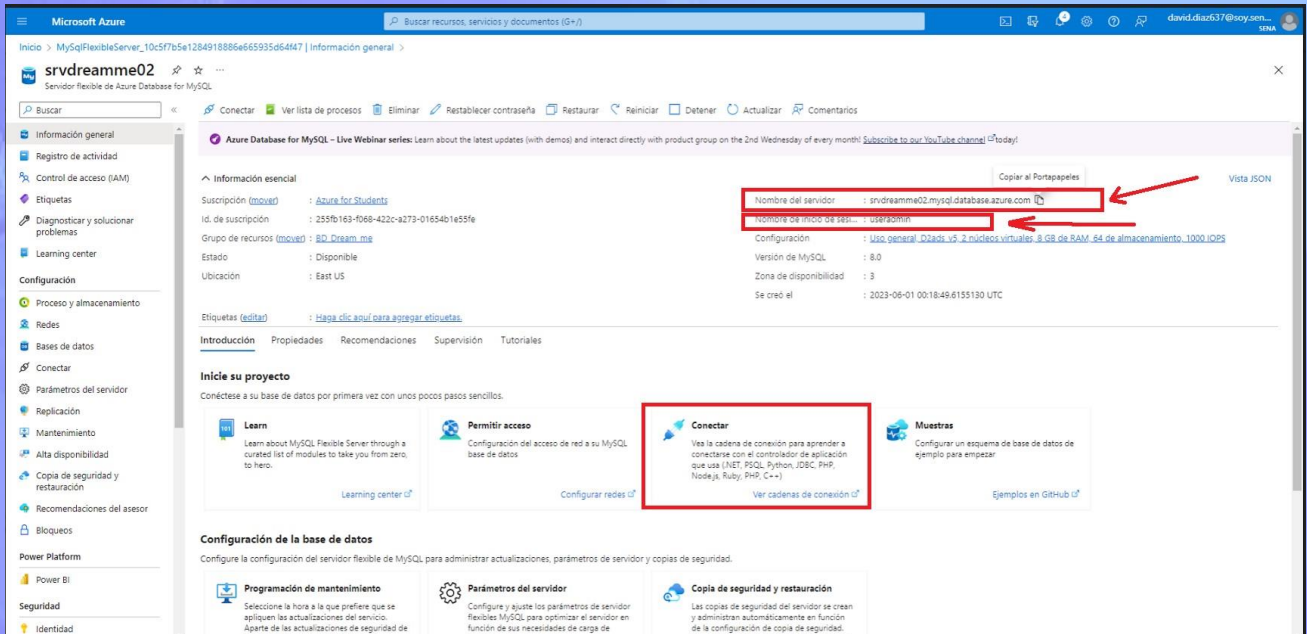 Microsoft Azure
Buscar recursos, servicios y documentos (G+/)
4
david.diaz637@soy.sen...
SENA
Inicio > MySqlFlexibleServer_10c5f7b5e1284918886e665935d64f47 | Información general >
srvdreamme02
Servidor flexible de Azure Database for MySQL
Buscar
Conectar Ver lista de procesos Eliminar Restablecer contraseña Restaurar Reiniciar Detener Actualizar Comentarios
Información general
Registro de actividad
Control de acceso (IAM)
Etiquetas
Diagnosticar y solucionar
problemas
Learning center
Configuración
Proceso y almacenamiento
Redes
Bases de datos
Conectar
Parámetros del servidor
Replicación
Mantenimiento
Alta disponibilidad
Copia de seguridad y
restauración
Recomendaciones del asesor
Bloqueos
Power Platform
Power BI
Seguridad
Identidad
Azure Database for MySQL – Live Webinar series: Learn about the latest updates (with demos) and interact directly with product group on the 2nd Wednesday of every month! Subscribe to our YouTube channel today!
Información esencial
Copiar al Portapapeles
Vista JSON
Suscripción (mover) : Azure for Students
Id. de suscripción : 255fb163-f068-422c-a273-01654b1e55fe
Grupo de recursos (mover) : BD_Dream_me
Estado : Disponible
Ubicación : East US
Nombre del servidor : srvdreamme02.mysql.database.azure.com
Nombre de inicio de sesi... : useradmin
Configuración : Uso general, D2ads_v5, 2 núcleos virtuales, 8 GB de RAM, 64 de almacenamiento, 1000 IOPS
Versión de MySQL : 8.0
Zona de disponibilidad : 3
Se creó el : 2023-06-01 00:18:49.6155130 UTC
Etiquetas (editar) : Haga clic aquí para agregar etiquetas.
Introducción Propiedades Recomendaciones Supervisión Tutoriales
Inicie su proyecto
Conéctese a su base de datos por primera vez con unos pocos pasos sencillos.
101
Learn
Learn about MySQL Flexible Server through a
curated list of modules to take you from zero,
to hero.
Learning center
Permitir acceso
Configuración del acceso de red a su MySQL
base de datos
Configurar redes
Conectar
Vea la cadena de conexión para aprender a
conectarse con el controlador de aplicación
que usa (.NET, PSQL, Python, JDBC, PHP,
Node.js, Ruby, PHP, C++)
Ver cadenas de conexión
Muestras
Configurar un esquema de base de datos de
ejemplo para empezar
Ejemplos en GitHub
Configuración de la base de datos
Configure la configuración del servidor flexible de MySQL para administrar actualizaciones, parámetros de servidor y copias de seguridad.
Programación de mantenimiento
Seleccione la hora a la que prefiere que se
apliquen las actualizaciones del servicio.
Aparte de las actualizaciones de seguridad de
Parámetros del servidor
Configure y ajuste los parámetros de servidor
flexibles MySQL para optimizar el servidor en
función de sus necesidades de carga de
Copia de seguridad y restauración
Las copias de seguridad del servidor se crean
y administran automáticamente en función
de la configuración de copia de seguridad.